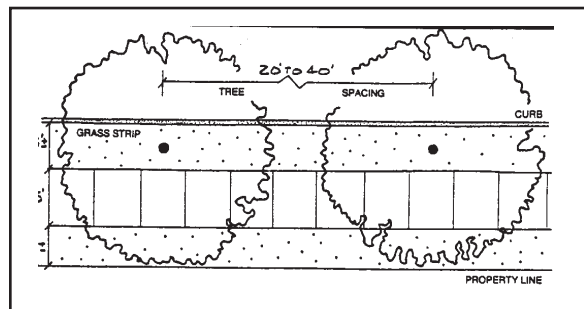 20' TO 40'
TREE SPACING
CURB
GRASS STRIP
PROPERTY LINE